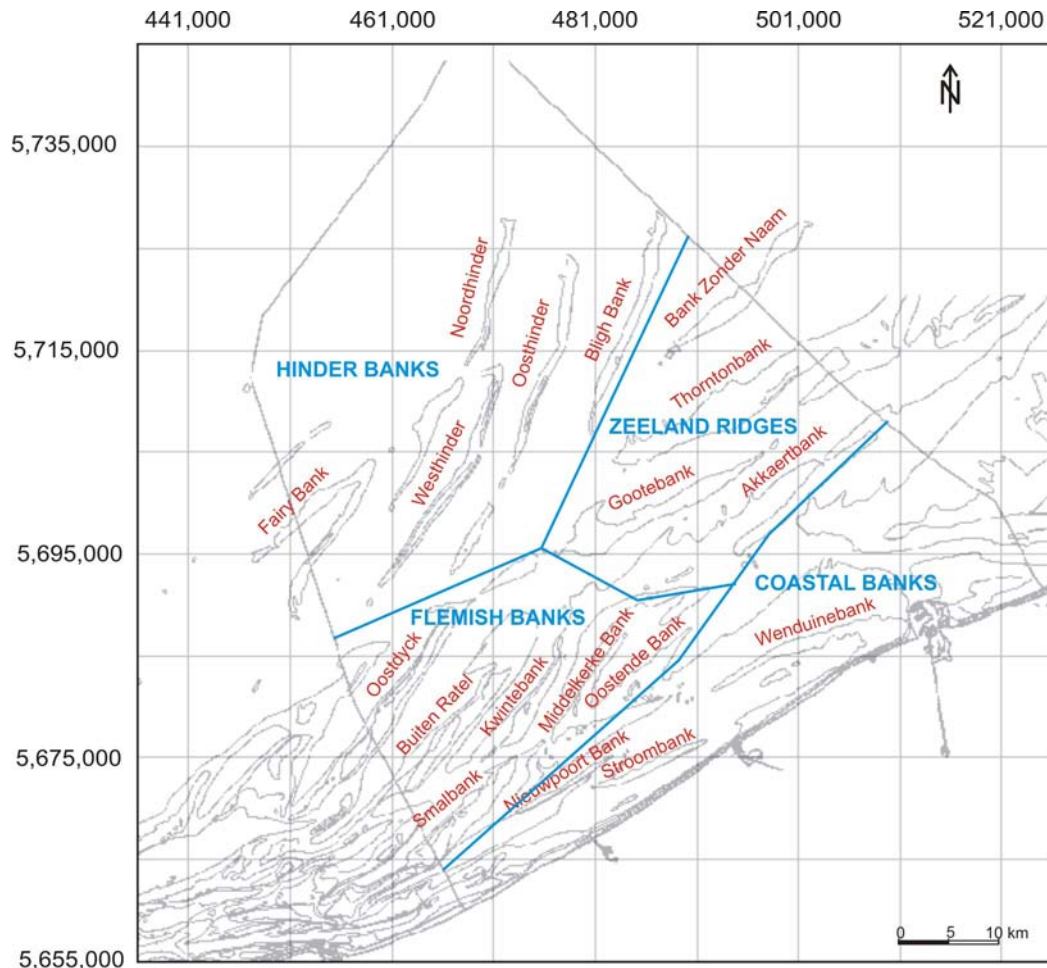 441,000
461,000
481,000
501,000
521,000
N
5,735,000
Noordhinder
Oosthinder
Bligh Bank
Bank Zonder Naam
5,715,000
HINDER BANKS
Thorntonbank
ZEELAND RIDGES
Westhinder
Gootebank
Akkaertbank
Fairy Bank
5,695,000
COASTAL BANKS
FLEMISH BANKS
Wenduinebank
Oostdyck
Buiten Ratel
Kwintebank
Middelkerke Bank
Oostende Bank
5,675,000
Smalbank
Nieuwpoort Bank
Stroombank
0 5 10 km
5,655,000